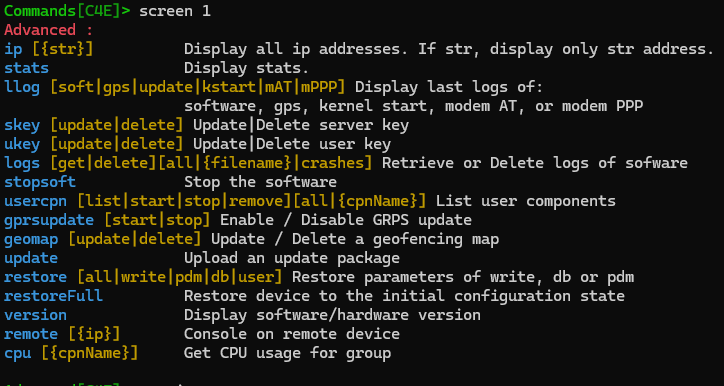 Commands[C4E]> screen 1
Advanced :
ip [{str}] Display all ip addresses. If str, display only str address.
stats Display stats.
llog [soft|gps|update|kstart|mAT|mPPP] Display last logs of:
software, gps, kernel start, modem AT, or modem PPP
skey [update|delete] Update|Delete server key
ukey [update|delete] Update|Delete user key
logs [get|delete][all|{filename}|crashes] Retrieve or Delete logs of sofware
stopsoft Stop the software
usercpn [list|start|stop|remove][all|{cpnName}] List user components
gprsupdate [start|stop] Enable / Disable GRPS update
geomap [update|delete] Update / Delete a geofencing map
update Upload an update package
restore [all|write|pdm|db|user] Restore parameters of write, db or pdm
restoreFull Restore device to the initial configuration state
version Display software/hardware version
remote [{ip}] Console on remote device
cpu [{cpnName}] Get CPU usage for group